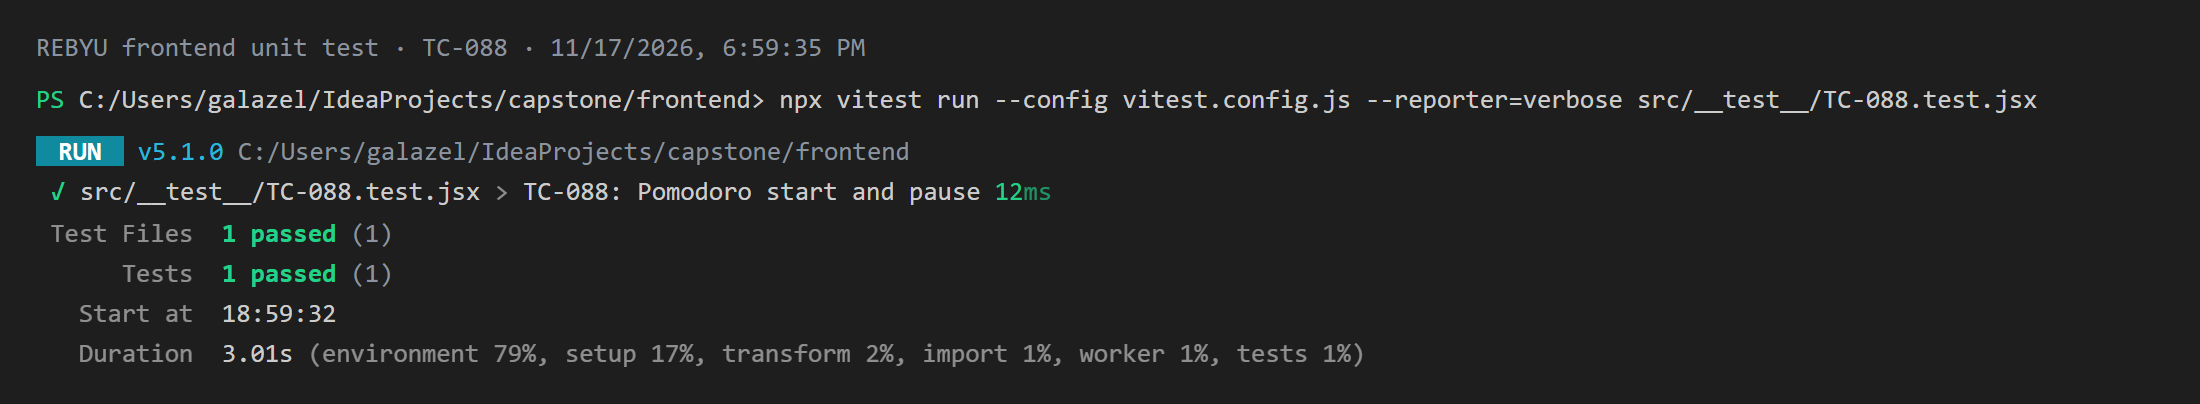 REBYU frontend unit test · TC-088 · 11/17/2026, 6:59:35 PM
PS C:/Users/galazel/IdeaProjects/capstone/frontend> npx vitest run --config vitest.config.js --reporter=verbose src/__test__/TC-088.test.jsx
RUN v5.1.0 C:/Users/galazel/IdeaProjects/capstone/frontend
√ src/__test__/TC-088.test.jsx > TC-088: Pomodoro start and pause 12ms
Test Files 1 passed (1)
Tests 1 passed (1)
Start at 18:59:32
Duration 3.01s (environment 79%, setup 17%, transform 2%, import 1%, worker 1%, tests 1%)